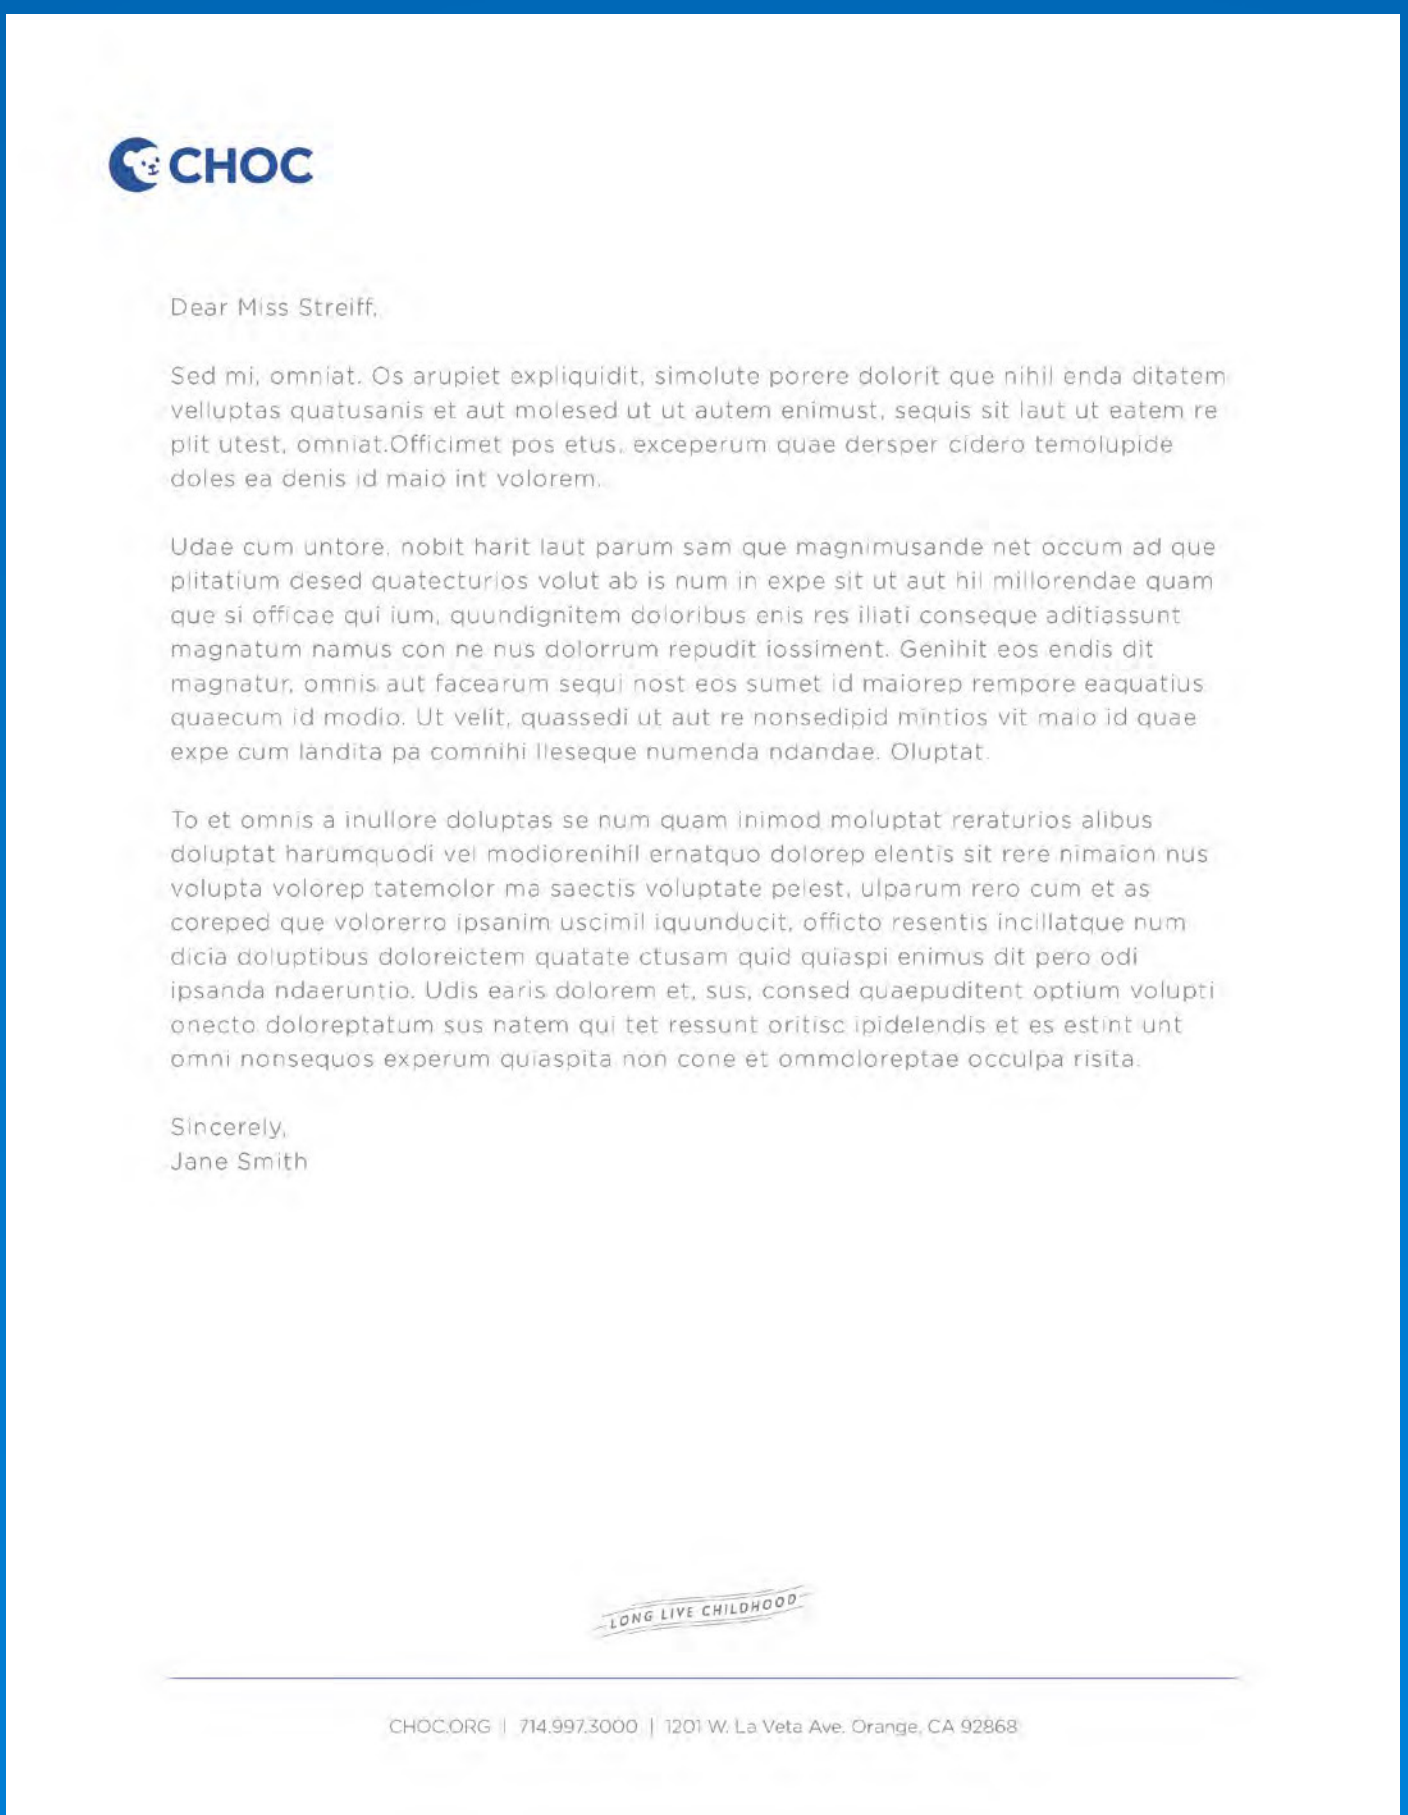 CHOC
Dear Miss Streiff,
Sed mi, omniat. Os arupiet expliquidit, simolute porere dolorit que nihil enda ditatem
velluptas quatusanis et aut molesed ut ut autem enimust, sequis sit laut ut eatem re
plit utest, omniat.Officimet pos etus, exceperum quae dersper cidero temolupide
doles ea denis id maio int volorem.
Udae cum untore, nobit harit laut parum sam que magnimusande net occum ad que
plitatium desed quatecturios volut ab is num in expe sit ut aut hil millorendae quam
que si officae qui ium, quundignitem doloribus enis res iliati conseque aditiassunt
magnatum namus con ne nus dolorrum repudit iossiment. Genihit eos endis dit
magnatur, omnis aut facearum sequi nost eos sumet id maiorep rempore eaquatius
quaecum id modio. Ut velit, quassedi ut aut re nonsedipid mintios vit maio id quae
expe cum landita pa comnihi lleseque numenda ndandae. Oluptat.
To et omnis a inullore doluptas se num quam inimod moluptat reraturios alibus
doluptat harumquodi vel modiorenihil ernatquo dolorep elentis sit rere nimaion nus
volupta volorep tatemolor ma saectis voluptate pelest, ulparum rero cum et as
coreped que volorerro ipsanim uscimil iquunducit, officto resentis incillatque num
dicia doluptibus doloreictem quatate ctusam quid quiaspi enimus dit pero odi
ipsanda ndaeruntio. Udis earis dolorem et, sus, consed quaepuditent optium volupti
onecto doloreptatum sus natem qui tet ressunt oritisc ipidelendis et es estint unt
omni nonsequos experum quiaspita non cone et ommoloreptae occulpa risita.
Sincerely,
Jane Smith
LONG LIVE CHILDHOOD
CHOC.ORG | 714.997.3000 | 1201 W. La Veta Ave. Orange, CA 92868